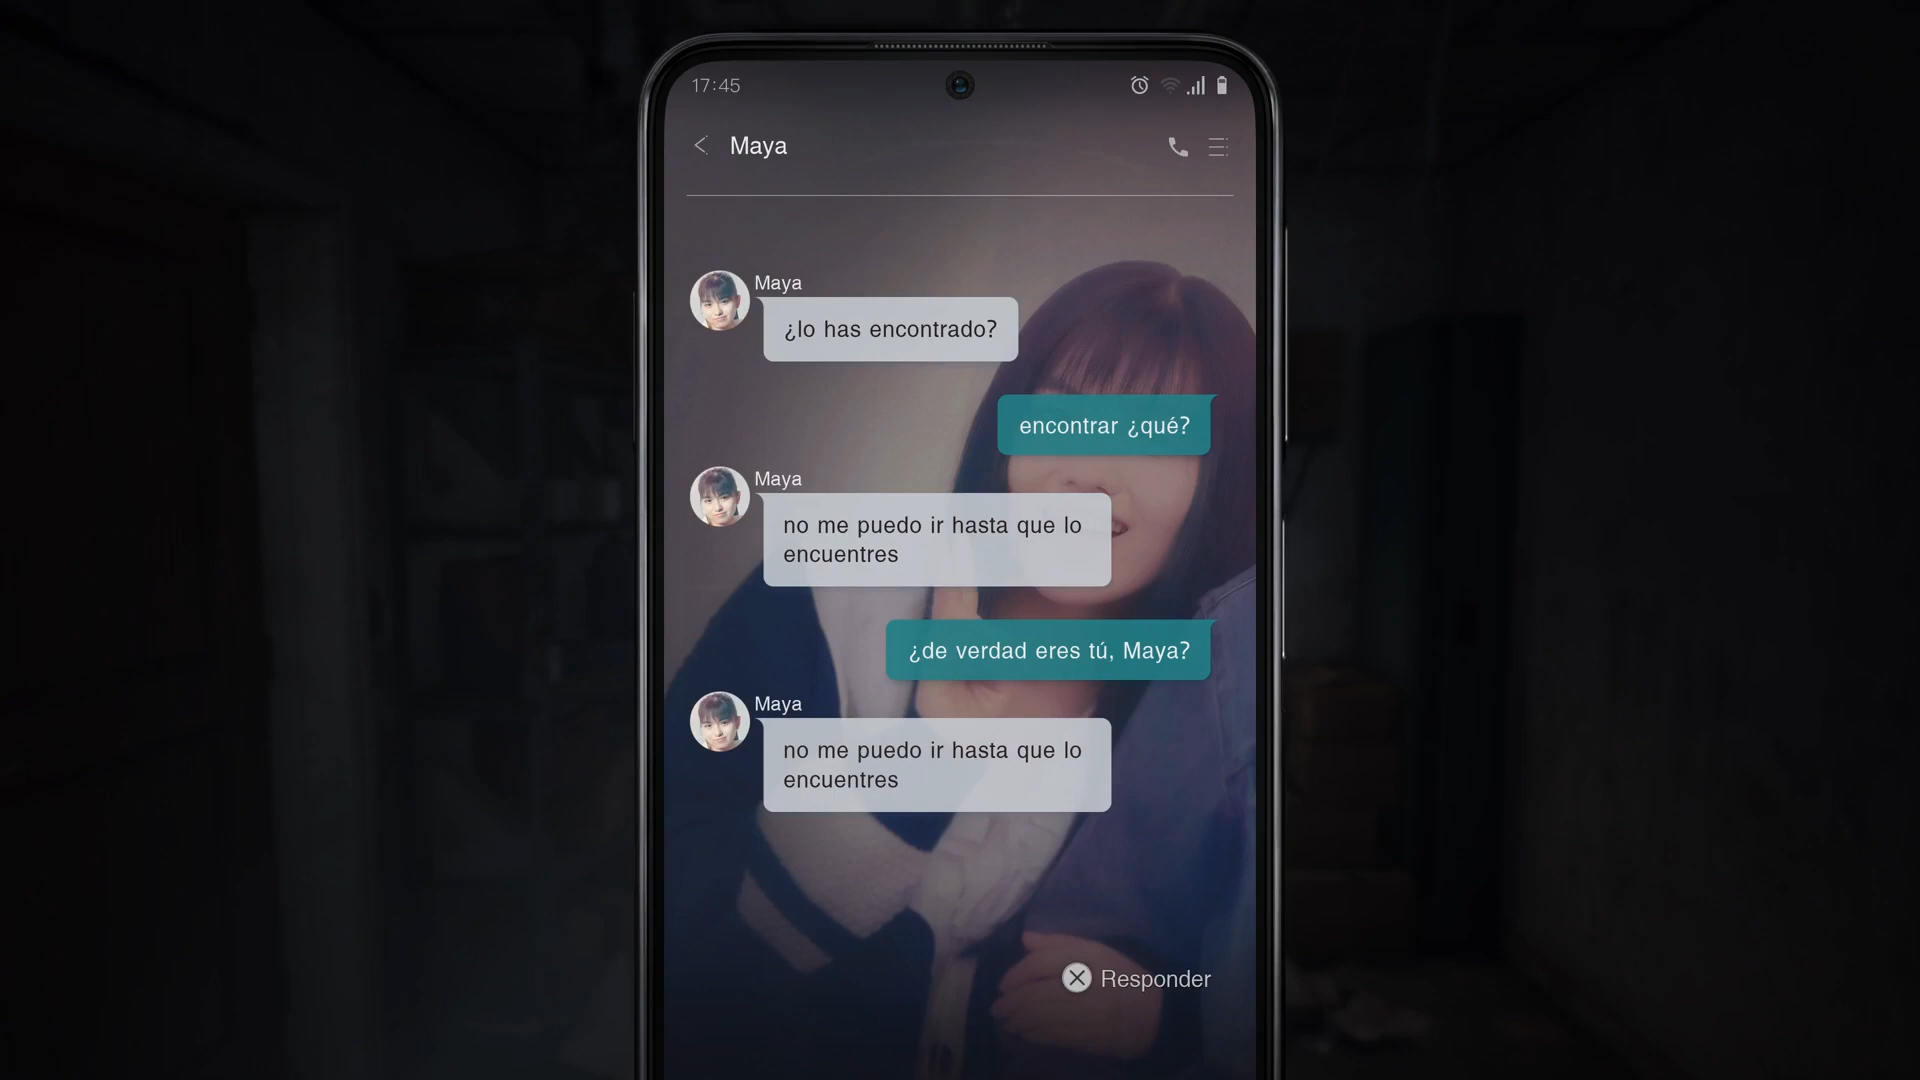 17:45
Maya
Maya
¿lo has encontrado?
encontrar ¿qué?
Maya
no me puedo ir hasta que lo
encuentres
¿de verdad eres tú, Maya?
Maya
no me puedo ir hasta que lo
encuentres
Responder